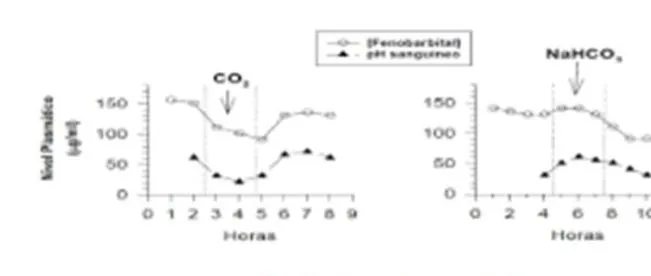 [Fenobarbital]
pH sanguineo
CO2
NaHCO3
Nivel Plasmático
(µg/ml)
150
100
50
0
0 1 2 3 4 5 6 7 8 9
Horas
150
100
50
0
0 2 4 6 8 10
Horas